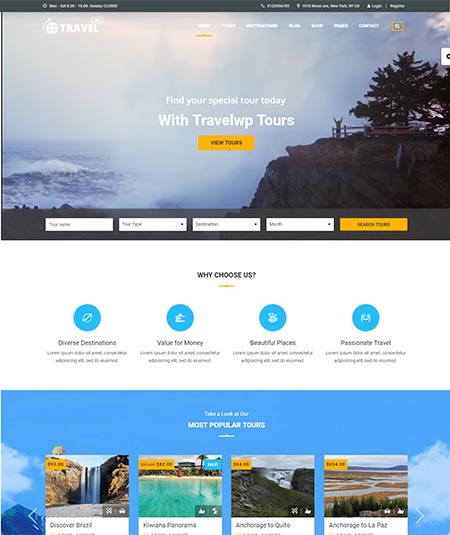 Mon - Sat 8.00 - 18.00. Sunday CLOSED
0123456789 1010 Moon ave, New York, NY US Login | Register
TRAVEL
HOME TOURS DESTINATIONS BLOG SHOP PAGES CONTACT
Find your special tour today
With Travelwp Tours
VIEW TOURS
Tour name Tour Type Destination Month SEARCH TOURS
WHY CHOOSE US?
Diverse Destinations Value for Money Beautiful Places Passionate Travel
Lorem ipsum dolor sit amet, consectetur Lorem ipsum dolor sit amet, consectetur Lorem ipsum dolor sit amet, consectetur Lorem ipsum dolor sit amet, consectetur
adipiscing elit, sed do eiusmod. adipiscing elit, sed do eiusmod. adipiscing elit, sed do eiusmod. adipiscing elit, sed do eiusmod.
Take a Look at Our
MOST POPULAR TOURS
$93.00 $87.00 $82.00 SALE! $64.00 $434.00
Discover Brazil Kiwiana Panorama Anchorage to Quito Anchorage to La Paz